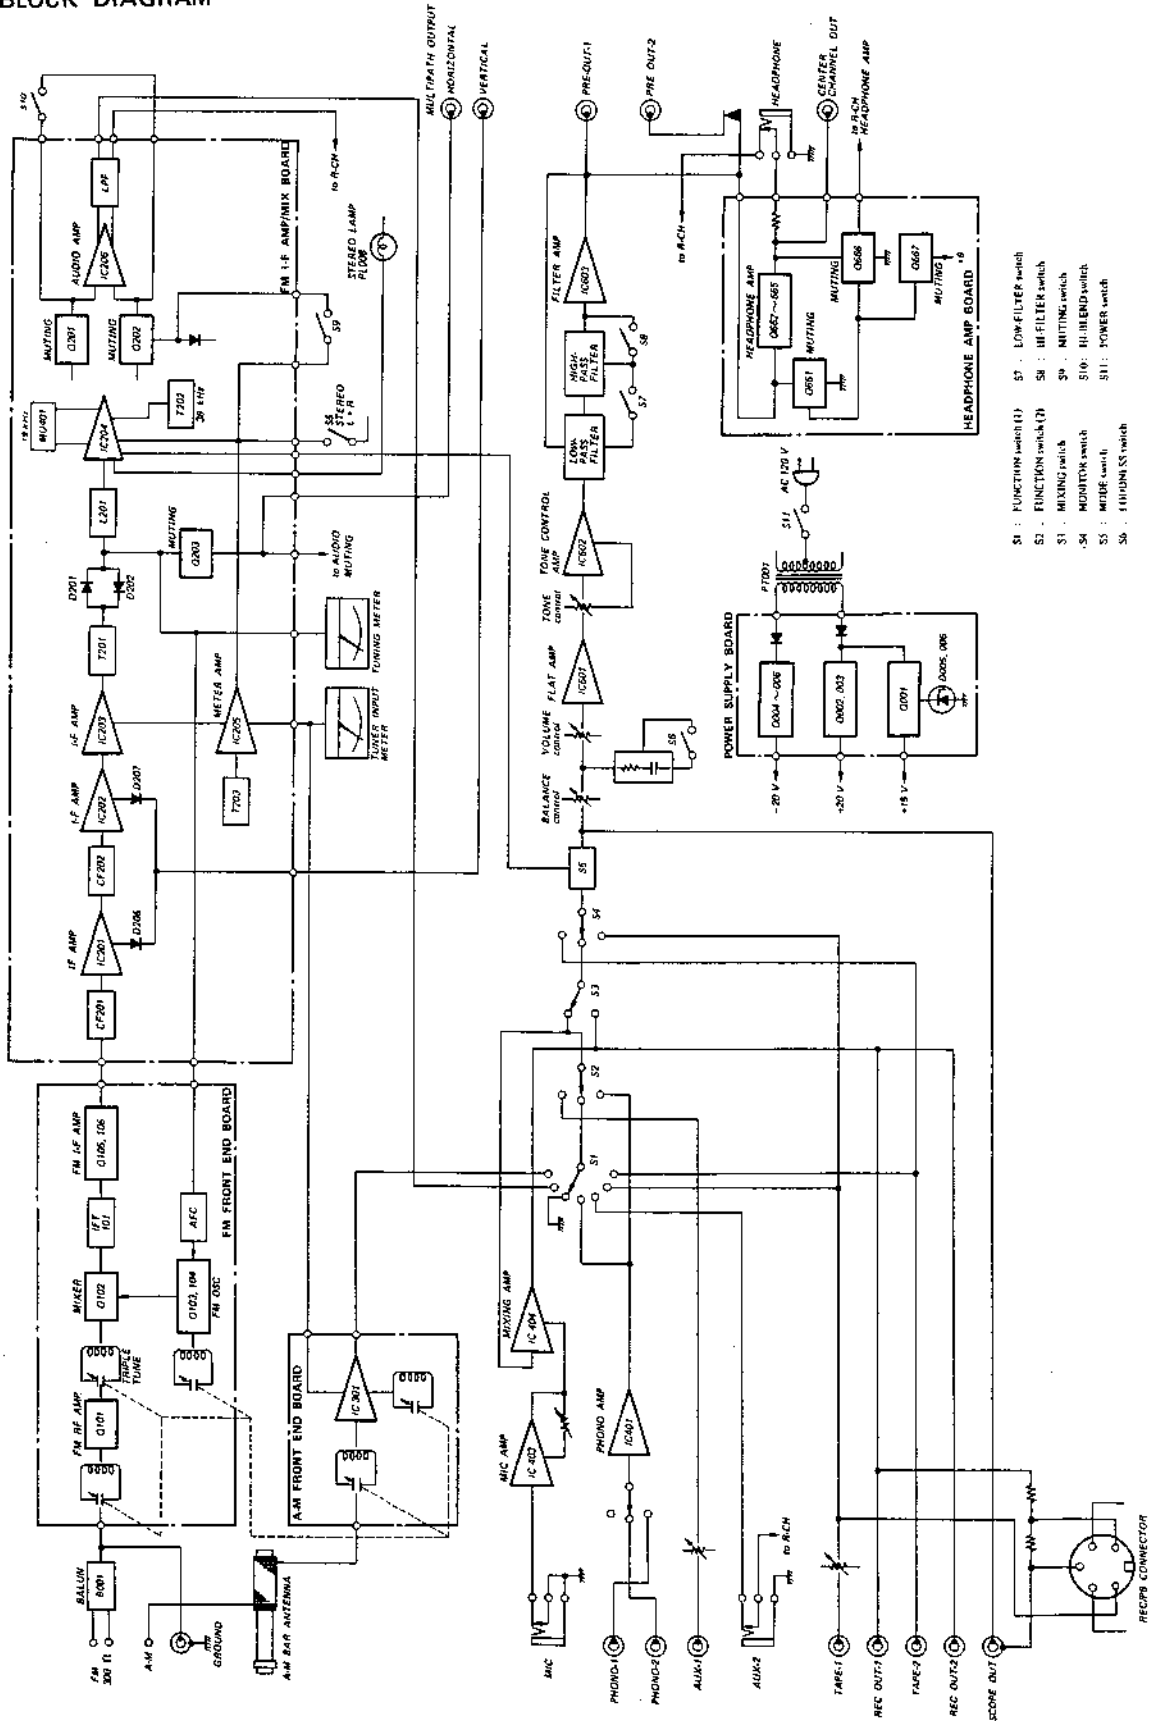 BLOCK DIAGRAM
FM
300 Ω
BALUN
B001
A-M
GROUND
A-M BAR ANTENNA
FM RF AMP
Q101
TRIPLE
TUNE
MIXER
Q102
IFT
101
FM I-F AMP
Q105, 106
Q103, 104
FM OSC
AFC
FM FRONT END BOARD
A-M FRONT END BOARD
IC301
CF201
I-F AMP
IC201
D206
CF202
I-F AMP
IC202
D207
I-F AMP
IC203
T201
D201
D202
L201
MUTING
Q203
to AUDIO
MUTING
T203
METER AMP
IC205
TUNER INPUT
METER
TUNING METER
19 kHz
MU401
IC204
T202
38 kHz
MUTING
Q201
MUTING
Q202
AUDIO AMP
IC206
LPF
S10
FM I-F AMP/MIX BOARD
S5
STEREO
L + R
S9
STEREO LAMP
PL006
to R-CH
MULTIPATH OUTPUT
HORIZONTAL
VERTICAL
MIC
MIC AMP
IC403
MIXING AMP
IC404
PHONO-1
PHONO-2
PHONO AMP
IC401
AUX-1
AUX-2
to R-CH
TAPE-1
REC OUT-1
TAPE-2
REC OUT-2
SCOPE OUT
REC/PB CONNECTOR
S1
S2
S3
S4
S5
BALANCE
control
S6
VOLUME
control
FLAT AMP
IC601
TONE
control
TONE CONTROL
AMP
IC602
LOW-
PASS
FILTER
HIGH-
PASS
FILTER
S7
S8
FILTER AMP
IC603
PRE-OUT-1
PRE OUT-2
to R-CH
HEADPHONE
CENTER
CHANNEL OUT
to R-CH
HEADPHONE AMP
HEADPHONE AMP
Q662~665
MUTING
Q661
MUTING
Q666
Q667
MUTING
+B
HEADPHONE AMP BOARD
POWER SUPPLY BOARD
-20 V
+20 V
+15 V
Q004 ~ 006
Q002, 003
Q001
D005, 006
PT001
S11
AC 120 V
S1 : FUNCTION switch (1)
S2 : FUNCTION switch (2)
S3 : MIXING switch
S4 : MONITOR switch
S5 : MODE switch
S6 : LOUDNESS switch
S7 : LOW-FILTER switch
S8 : HI-FILTER switch
S9 : MUTING switch
S10: HI-BLEND switch
S11: POWER switch